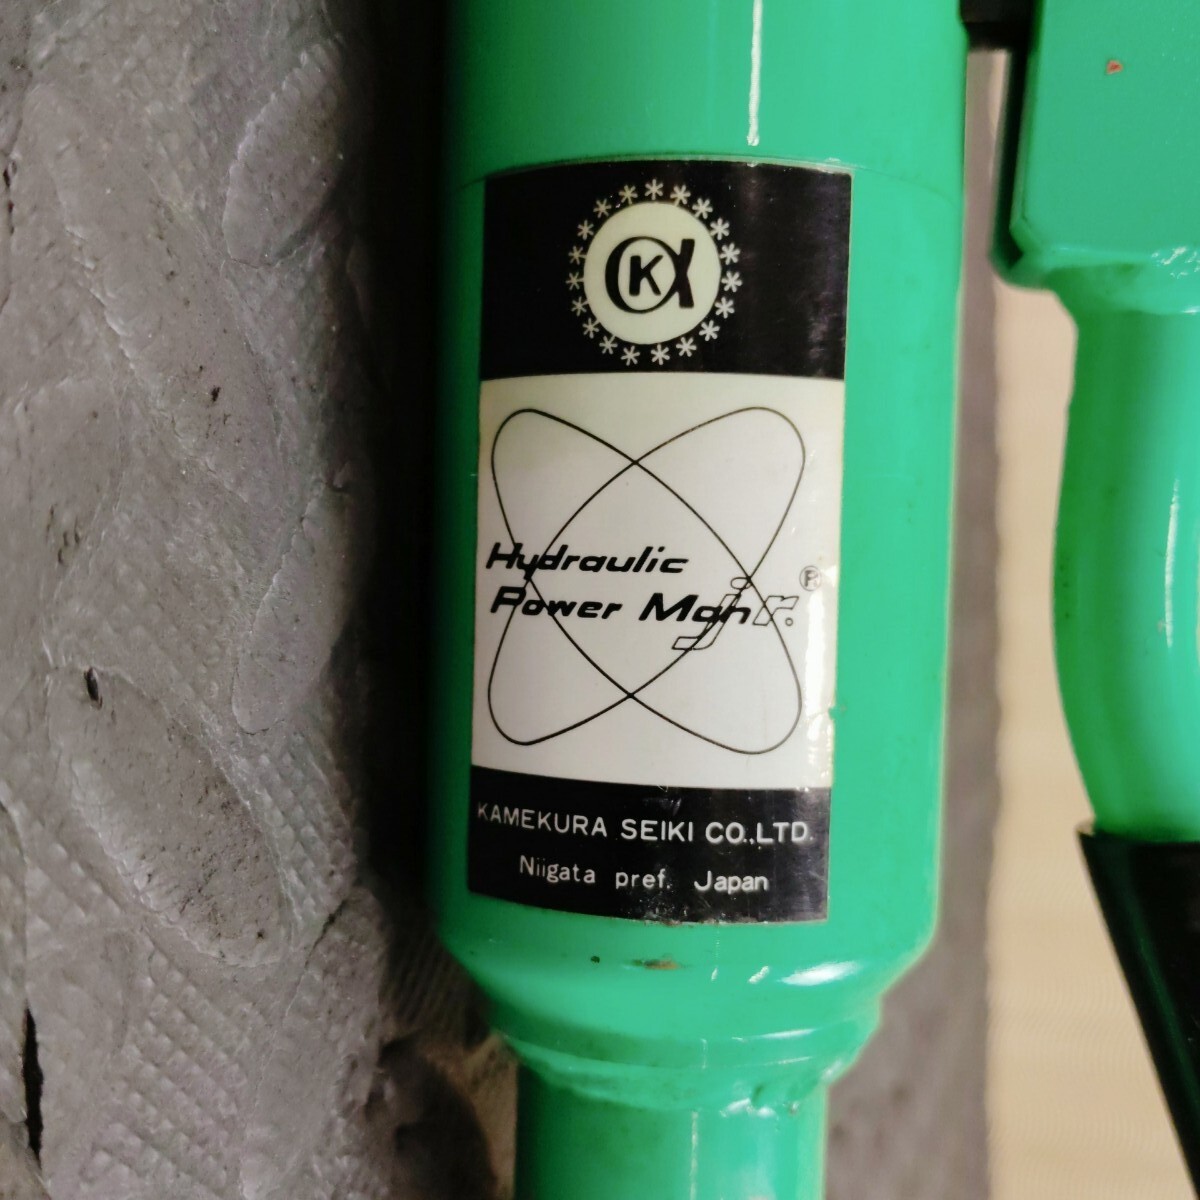 K
Hydraulic
Power Man jr.®
KAMEKURA SEIKI CO.,LTD.
Niigata pref. Japan